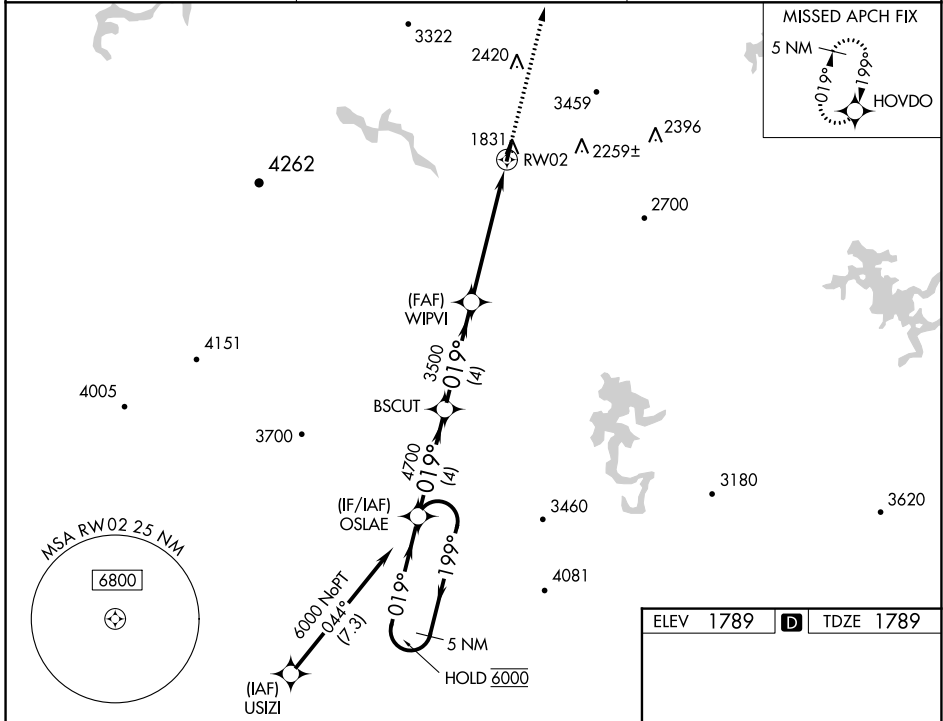 MISSED APCH FIX
5 NM
019°
199°
HOVDO
3322
2420
3459
1831
2259±
2396
RW02
4262
2700
(FAF)
WIPVI
4151
4005
3500
019°
(4)
BSCUT
3700
4700
019°
(4)
(IF/IAF)
OSLAE
3460
3180
3620
MSA RW02 25 NM
6800
6000 NoPT
044°
(7.3)
019°
199°
4081
5 NM
HOLD 6000
(IAF)
USIZI
ELEV 1789 D TDZE 1789